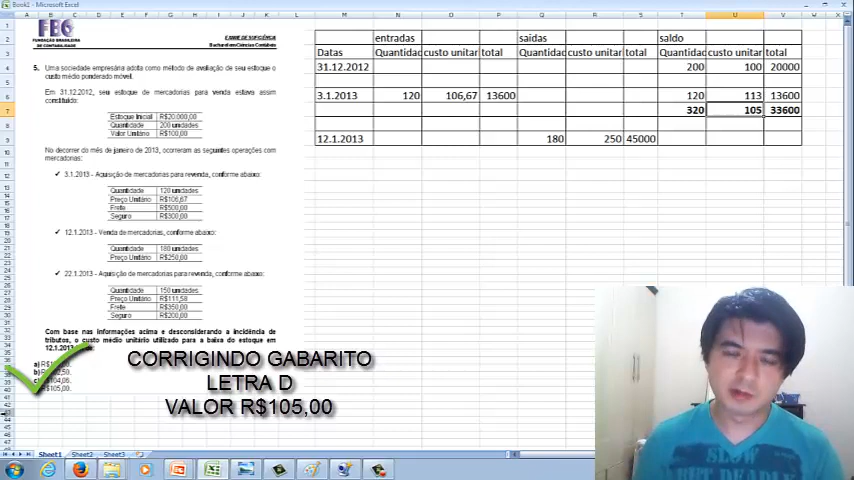 Book1
FBC
FUNDAÇÃO BRASILEIRA
DE CONTABILIDADE
EXAME DE SUFICIÊNCIA
Bacharel em Ciências Contábeis
5. Uma sociedade empresária adota como método de avaliação de seu estoque o
custo médio ponderado móvel.
Em 31.12.2012, seu estoque de mercadorias para venda estava assim
constituído:
Estoque Inicial R$20.000,00
Quantidade 200 unidades
Valor Unitário R$100,00
No decorrer do mês de janeiro de 2013, ocorreram as seguintes operações com
mercadorias:
✓ 3.1.2013 - Aquisição de mercadorias para revenda, conforme abaixo:
Quantidade 120 unidades
Preço Unitário R$106,67
Frete R$500,00
Seguro R$300,00
✓ 12.1.2013 - Venda de mercadorias, conforme abaixo:
Quantidade 180 unidades
Preço Unitário R$250,00
✓ 22.1.2013 - Aquisição de mercadorias para revenda, conforme abaixo:
Quantidade 150 unidades
Preço Unitário R$111,58
Frete R$350,00
Seguro R$200,00
Com base nas informações acima e desconsiderando a incidência de
tributos, o custo médio unitário utilizado para a baixa do estoque em
12.1.2013
a) R$
b)
R$104,06.
R$105,00.
entradas saídas saldo
Datas Quantidad custo unitar total Quantidad custo unitar total Quantidad custo unitar total
31.12.2012 200 100 20000
3.1.2013 120 106,67 13600 120 113 13600
320 105 33600
12.1.2013 180 250 45000
CORRIGINDO GABARITO
LETRA D
VALOR R$105,00
SLOW
DEADLY
Sheet1 Sheet2 Sheet3